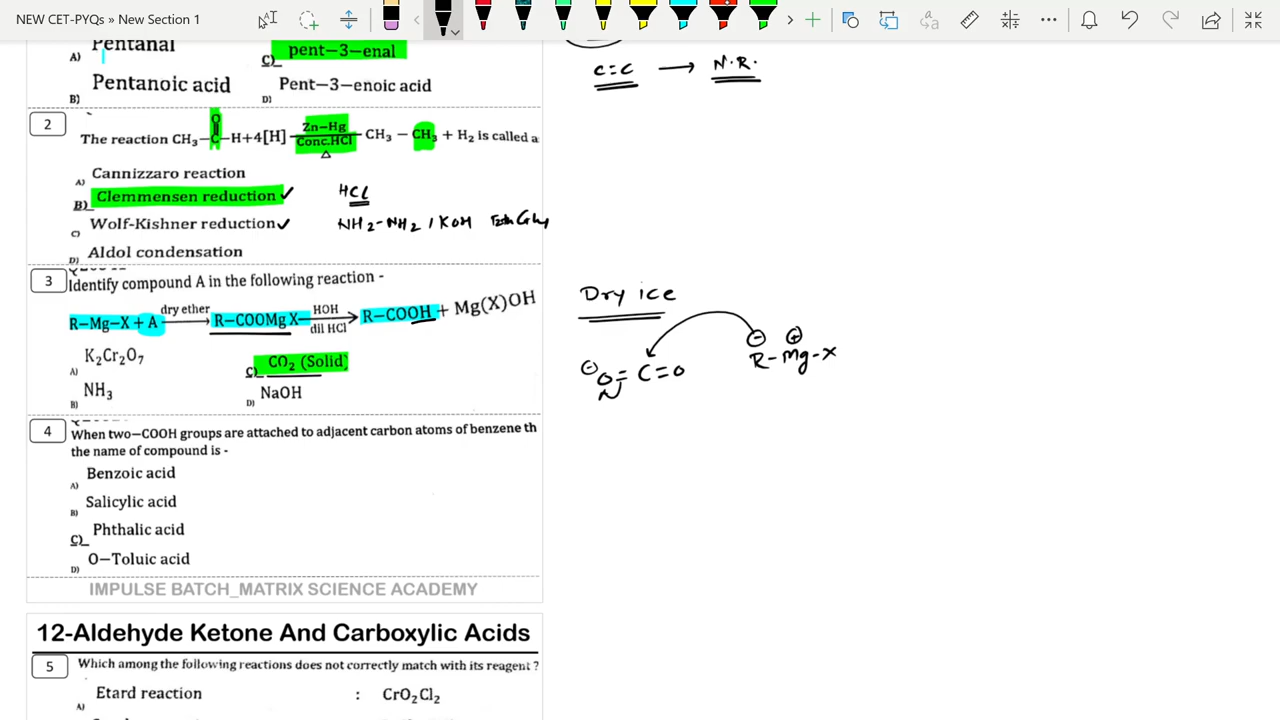 NEW CET-PYQs » New Section 1
Pentanal
A)
C) pent–3–enal
Pentanoic acid
B)
Pent–3–enoic acid
D)
C=C ⟶ N.R.
2
The reaction CH₃–C(=O)–H+4[H] Zn–Hg / Conc.HCl Δ CH₃ – CH₃ + H₂ is called a
A) Cannizzaro reaction
B) Clemmensen reduction ✓ HCl
C) Wolf-Kishner reduction ✓ NH₂-NH₂ / KOH
D) Aldol condensation
3
Identify compound A in the following reaction -
R–Mg–X + A dry ether ⟶ R–COOMg X HOH / dil HCl ⟶ R–COOH + Mg(X)OH
A) K₂Cr₂O₇
C) CO₂ (Solid)
B) NH₃
D) NaOH
Dry ice
⊖ ⊕
R-Mg-X
⊖ O=C=O
4
When two–COOH groups are attached to adjacent carbon atoms of benzene th
the name of compound is -
A) Benzoic acid
B) Salicylic acid
C) Phthalic acid
D) O–Toluic acid
IMPULSE BATCH_MATRIX SCIENCE ACADEMY
12-Aldehyde Ketone And Carboxylic Acids
5
Which among the following reactions does not correctly match with its reagent ?
A) Etard reaction : CrO₂Cl₂